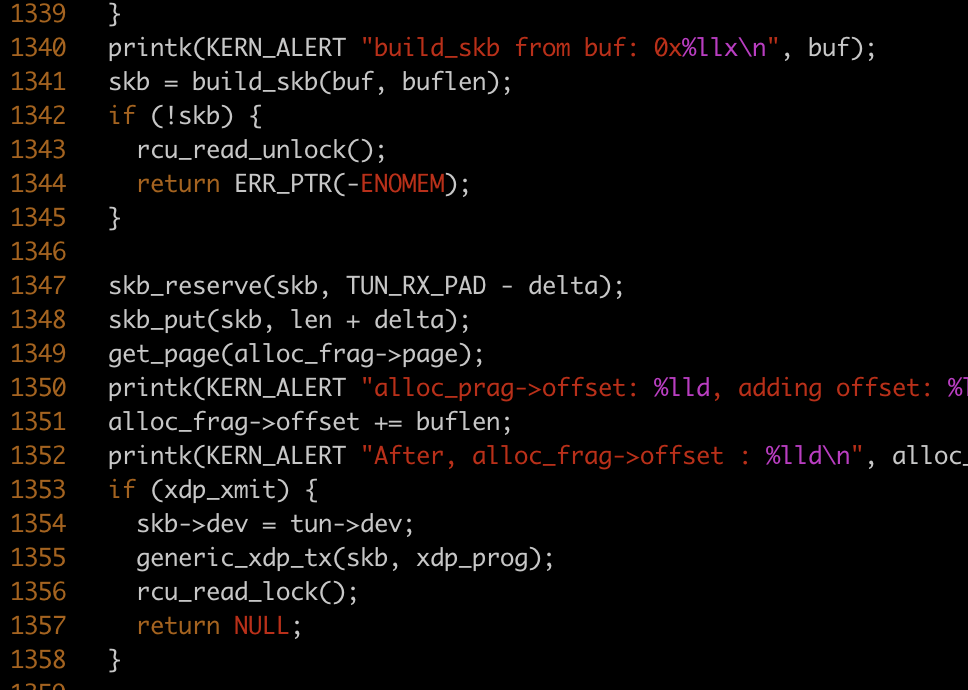 1339   }
1340   printk(KERN_ALERT "build_skb from buf: 0x%llx\n", buf);
1341   skb = build_skb(buf, buflen);
1342   if (!skb) {
1343     rcu_read_unlock();
1344     return ERR_PTR(-ENOMEM);
1345   }
1346
1347   skb_reserve(skb, TUN_RX_PAD - delta);
1348   skb_put(skb, len + delta);
1349   get_page(alloc_frag->page);
1350   printk(KERN_ALERT "alloc_prag->offset: %lld, adding offset: %l
1351   alloc_frag->offset += buflen;
1352   printk(KERN_ALERT "After, alloc_frag->offset : %lld\n", alloc_
1353   if (xdp_xmit) {
1354     skb->dev = tun->dev;
1355     generic_xdp_tx(skb, xdp_prog);
1356     rcu_read_lock();
1357     return NULL;
1358   }
1359